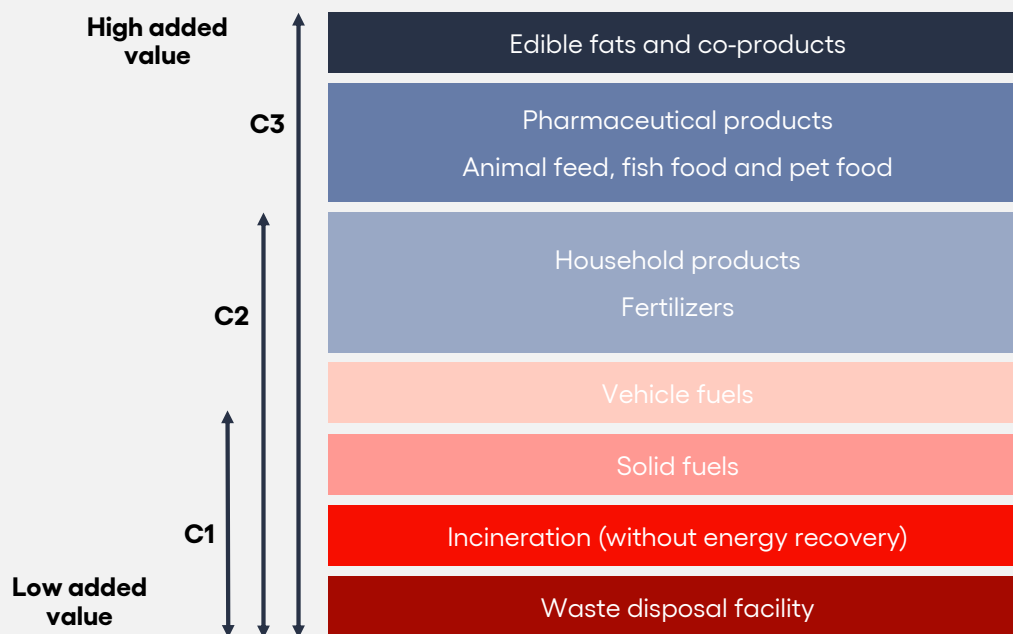 High added
value
Edible fats and co-products
C3
Pharmaceutical products
Animal feed, fish food and pet food
Household products
C2
Fertilizers
Vehicle fuels
Solid fuels
C1
Incineration (without energy recovery)
Low added
value
Waste disposal facility